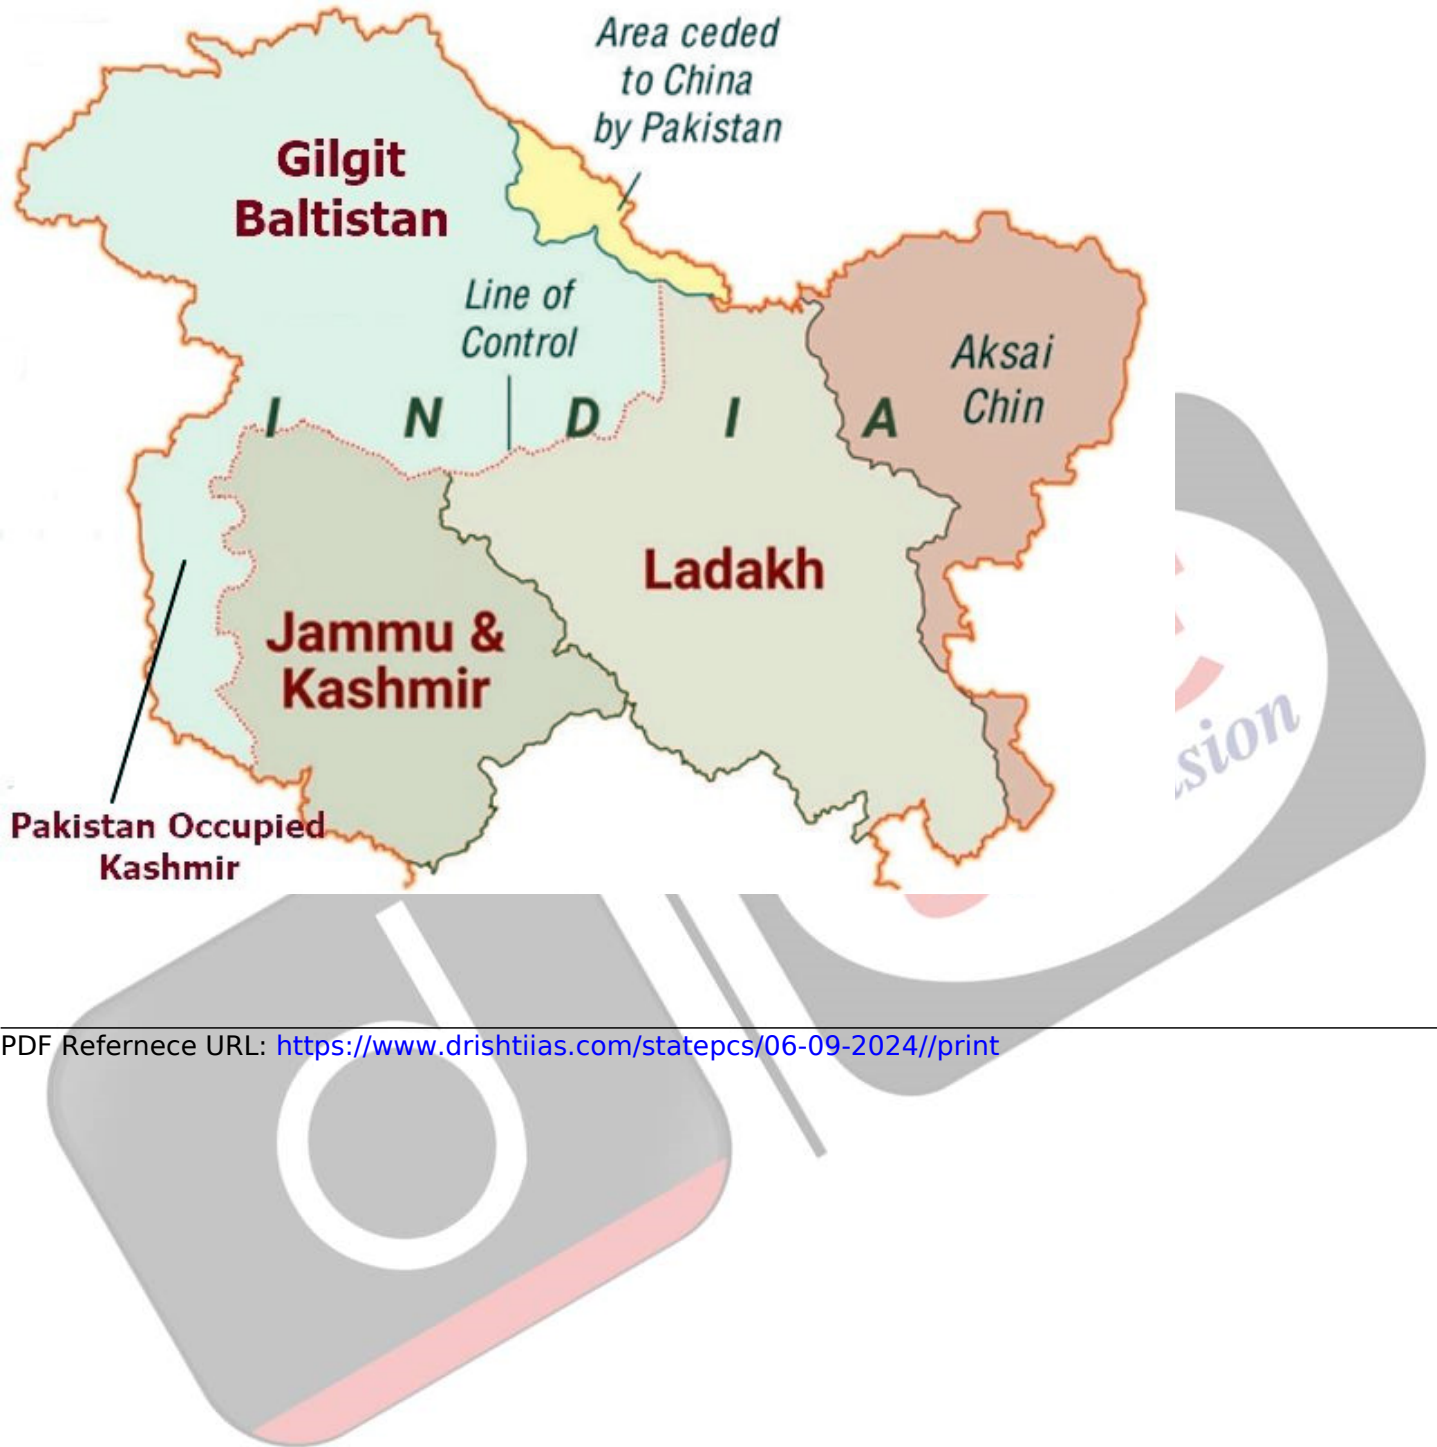 Area ceded
to China
by Pakistan
Gilgit
Baltistan
Line of
Control
Aksai
Chin
I N D I A
Ladakh
Jammu &
Kashmir
Pakistan Occupied
Kashmir
PDF Refernece URL: https://www.drishtiias.com/statepcs/06-09-2024//print